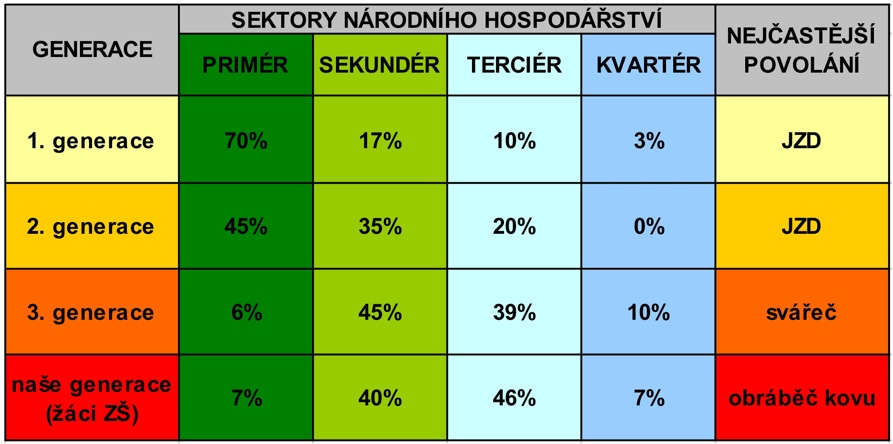 GENERACE
SEKTORY NÁRODNÍHO HOSPODÁŘSTVÍ
NEJČASTĚJŠÍ
POVOLÁNÍ
PRIMÉR SEKUNDÉR TERCIÉR KVARTÉR
1. generace 70% 17% 10% 3% JZD
2. generace 45% 35% 20% 0% JZD
3. generace 6% 45% 39% 10% svářeč
naše generace
(žáci ZŠ) 7% 40% 46% 7% obráběč kovu